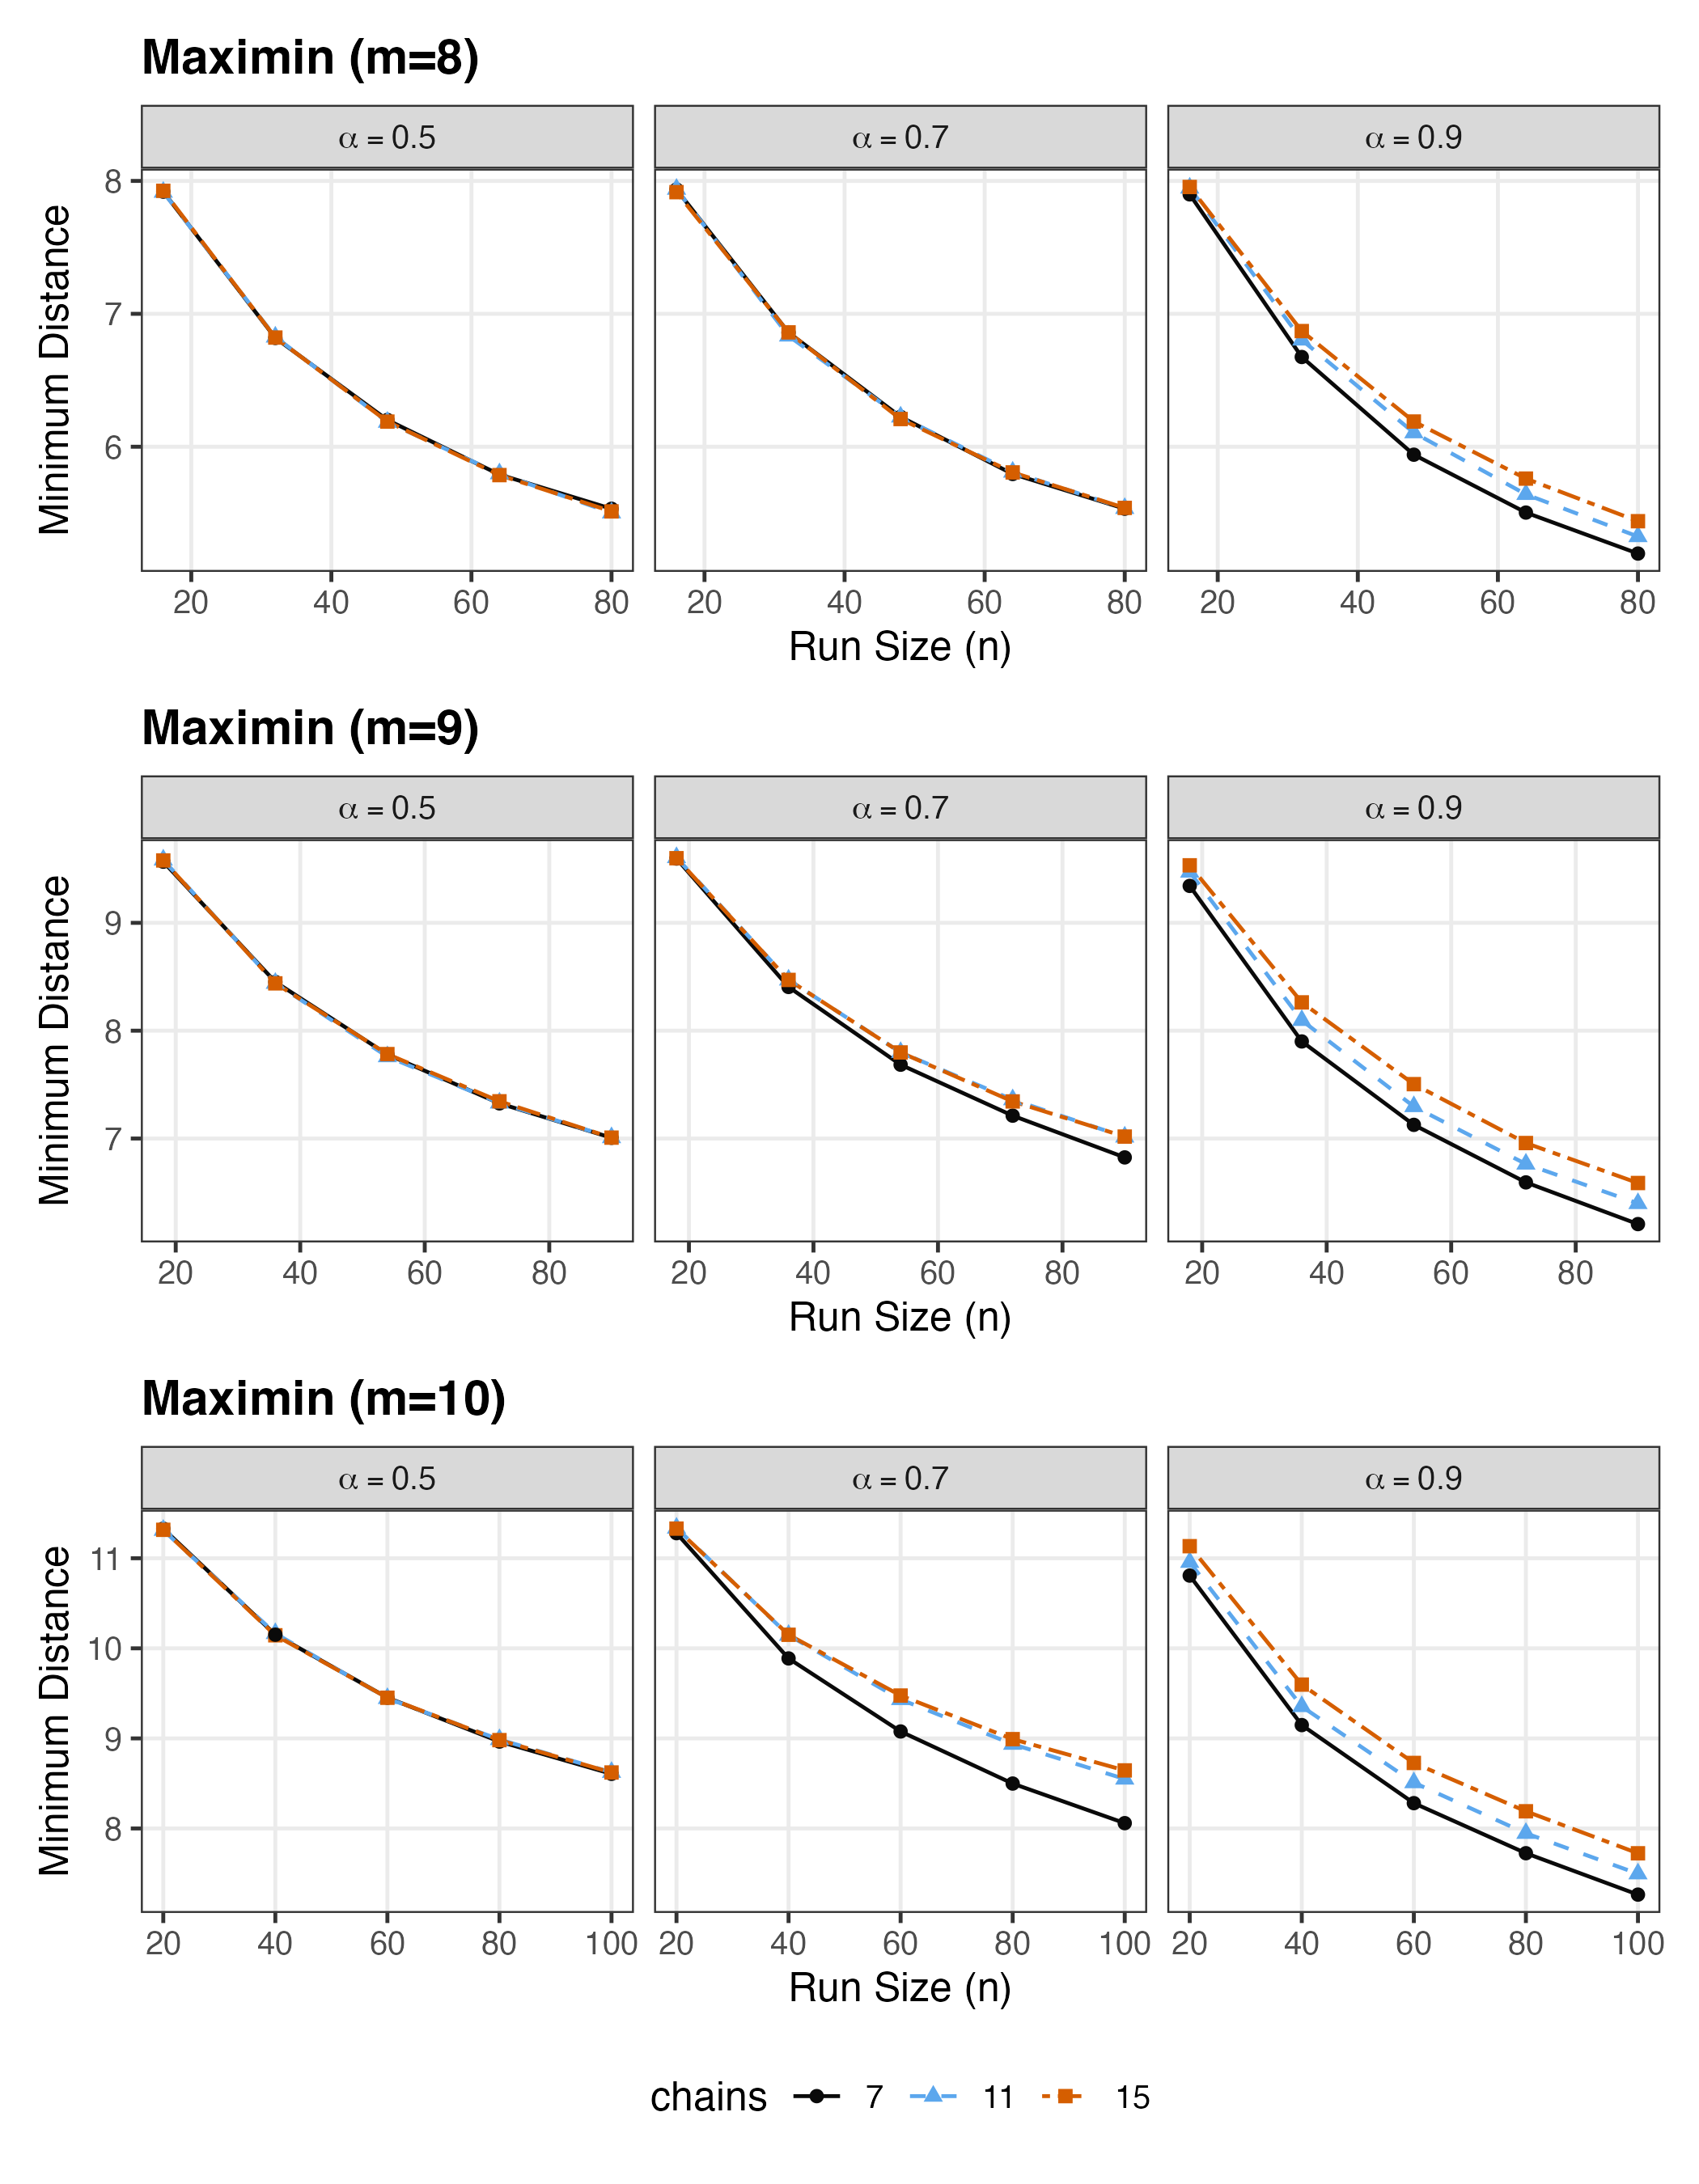 Maximin (m=8)
α = 0.5 α = 0.7 α = 0.9
Minimum Distance
8
7
6
20 40 60 80 20 40 60 80 20 40 60 80
Run Size (n)
Maximin (m=9)
α = 0.5 α = 0.7 α = 0.9
Minimum Distance
9
8
7
20 40 60 80 20 40 60 80 20 40 60 80
Run Size (n)
Maximin (m=10)
α = 0.5 α = 0.7 α = 0.9
Minimum Distance
11
10
9
8
20 40 60 80 100 20 40 60 80 100 20 40 60 80 100
Run Size (n)
chains 7 11 15